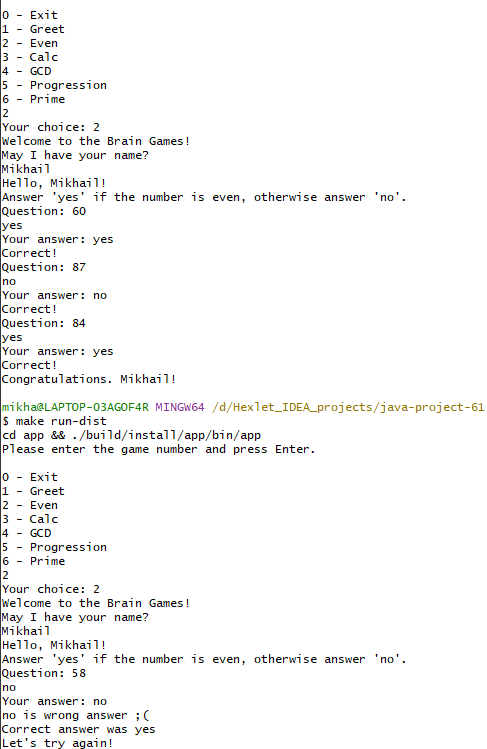 0 - Exit
1 - Greet
2 - Even
3 - Calc
4 - GCD
5 - Progression
6 - Prime
2
Your choice: 2
Welcome to the Brain Games!
May I have your name?
Mikhail
Hello, Mikhail!
Answer 'yes' if the number is even, otherwise answer 'no'.
Question: 60
yes
Your answer: yes
Correct!
Question: 87
no
Your answer: no
Correct!
Question: 84
yes
Your answer: yes
Correct!
Congratulations. Mikhail!
mikha@LAPTOP-O3AGOF4R MINGW64 /d/Hexlet_IDEA_projects/java-project-61
$ make run-dist
cd app && ./build/install/app/bin/app
Please enter the game number and press Enter.
0 - Exit
1 - Greet
2 - Even
3 - Calc
4 - GCD
5 - Progression
6 - Prime
2
Your choice: 2
Welcome to the Brain Games!
May I have your name?
Mikhail
Hello, Mikhail!
Answer 'yes' if the number is even, otherwise answer 'no'.
Question: 58
no
Your answer: no
no is wrong answer ;(
Correct answer was yes
Let's try again!